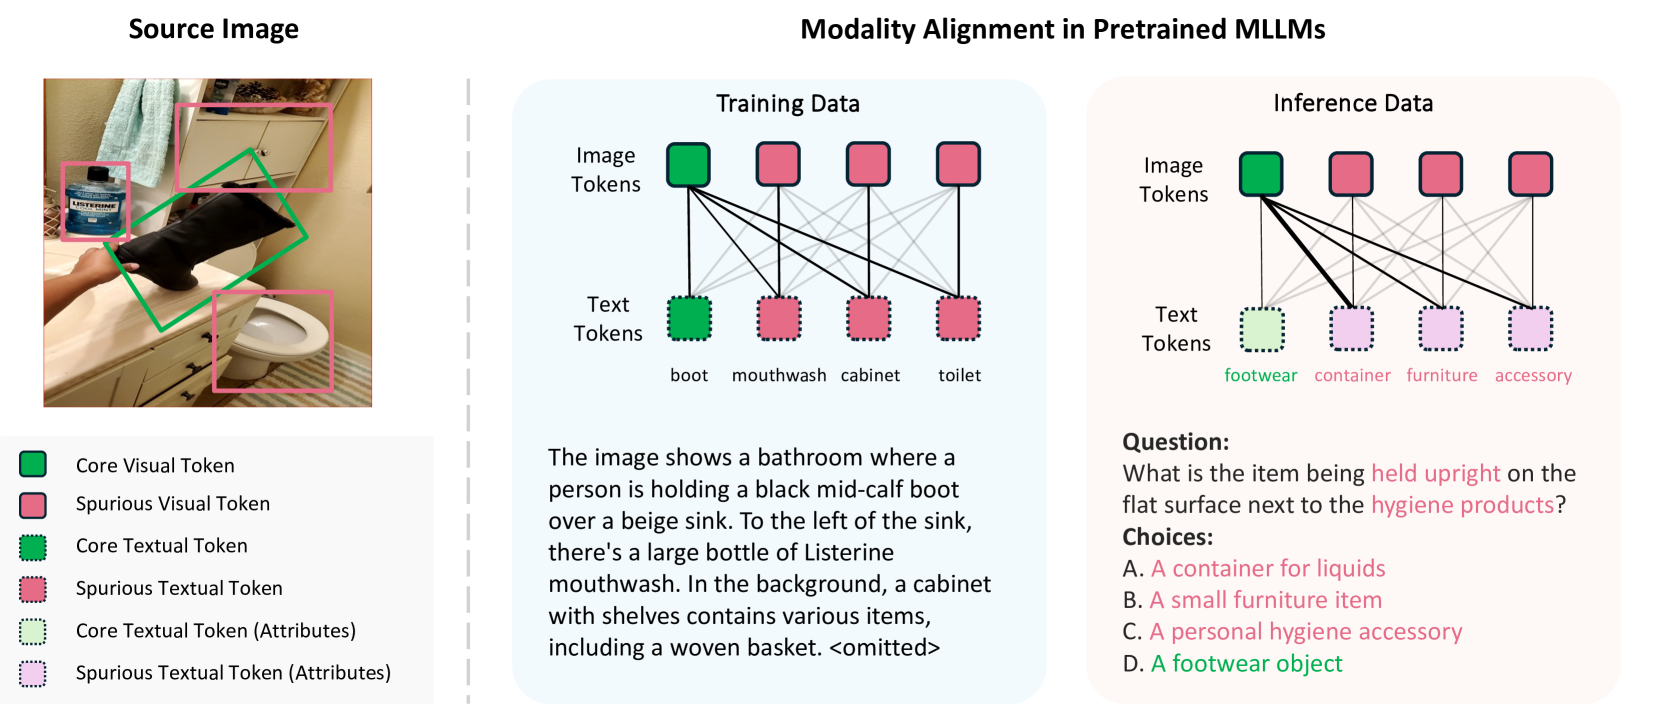 Source Image
Modality Alignment in Pretrained MLLMs
LISTERINE
Core Visual Token
Spurious Visual Token
Core Textual Token
Spurious Textual Token
Core Textual Token (Attributes)
Spurious Textual Token (Attributes)
Training Data
Image
Tokens
Text
Tokens
boot mouthwash cabinet toilet
The image shows a bathroom where a
person is holding a black mid-calf boot
over a beige sink. To the left of the sink,
there's a large bottle of Listerine
mouthwash. In the background, a cabinet
with shelves contains various items,
including a woven basket. <omitted>
Inference Data
Image
Tokens
Text
Tokens
footwear container furniture accessory
Question:
What is the item being held upright on the
flat surface next to the hygiene products?
Choices:
A. A container for liquids
B. A small furniture item
C. A personal hygiene accessory
D. A footwear object